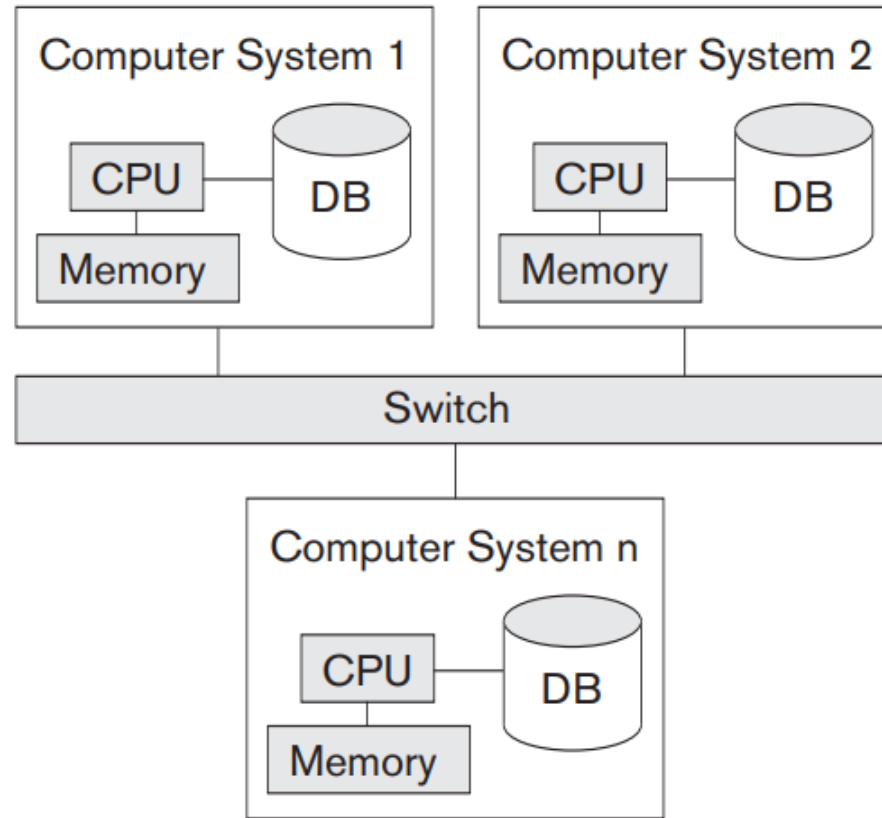 Computer System 1
CPU
DB
Memory
Computer System 2
CPU
DB
Memory
Switch
Computer System n
CPU
DB
Memory